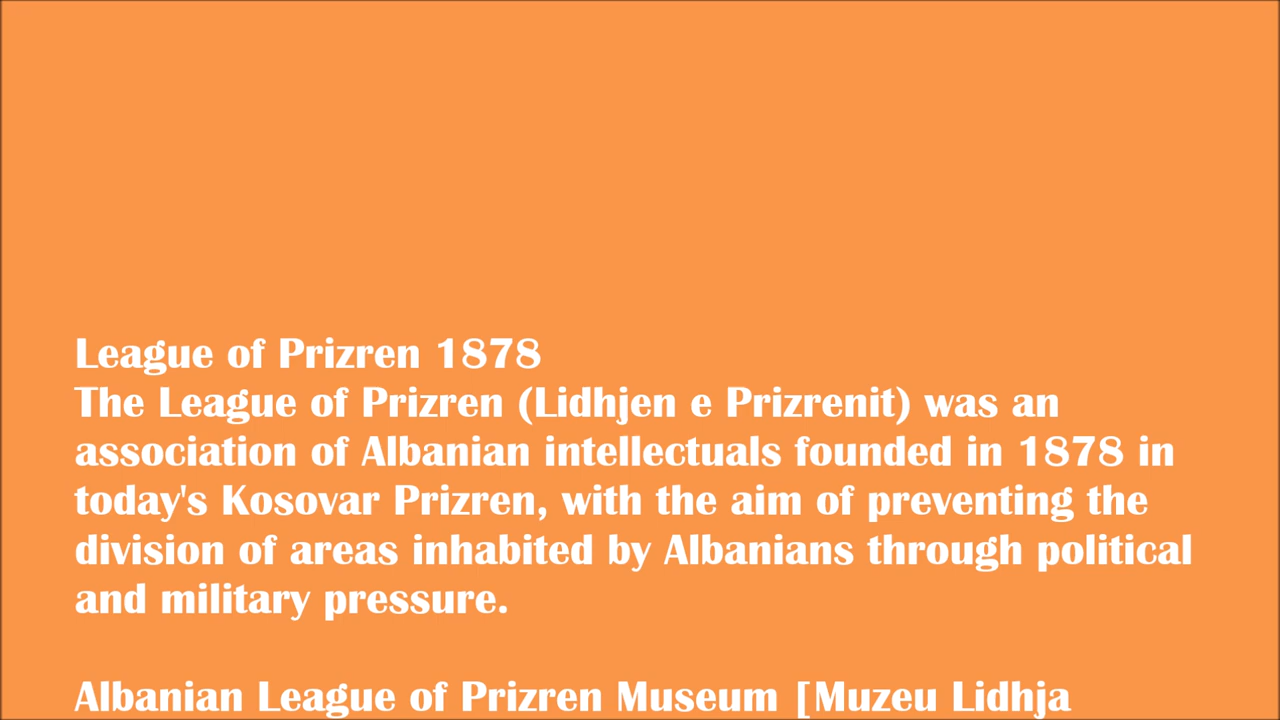 League of Prizren 1878
The League of Prizren (Lidhjen e Prizrenit) was an
association of Albanian intellectuals founded in 1878 in
today's Kosovar Prizren, with the aim of preventing the
division of areas inhabited by Albanians through political
and military pressure.
Albanian League of Prizren Museum [Muzeu Lidhja